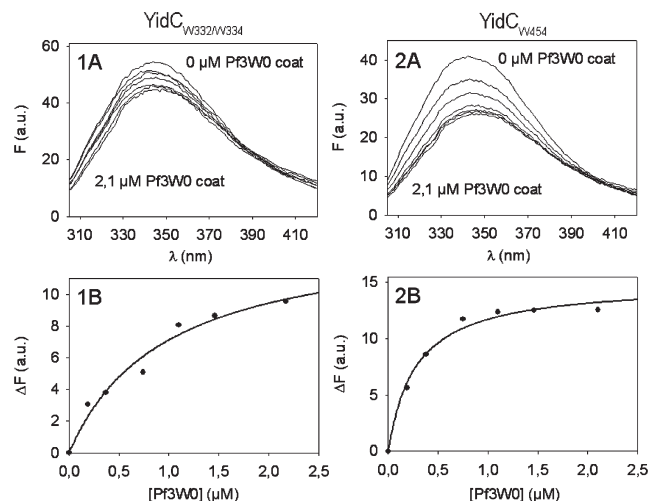 YidC W332/W334
YidC W454
1A
0 µM Pf3W0 coat
2,1 µM Pf3W0 coat
F (a.u.)
60
40
20
0
310 330 350 370 390 410
λ (nm)
2A
0 µM Pf3W0 coat
2,1 µM Pf3W0 coat
F (a.u.)
40
30
20
10
0
310 330 350 370 390 410
λ (nm)
1B
ΔF (a.u.)
10
8
6
4
2
0
0,0 0,5 1,0 1,5 2,0 2,5
[Pf3W0] (µM)
2B
ΔF (a.u.)
15
10
5
0
0,0 0,5 1,0 1,5 2,0 2,5
[Pf3W0] (µM)